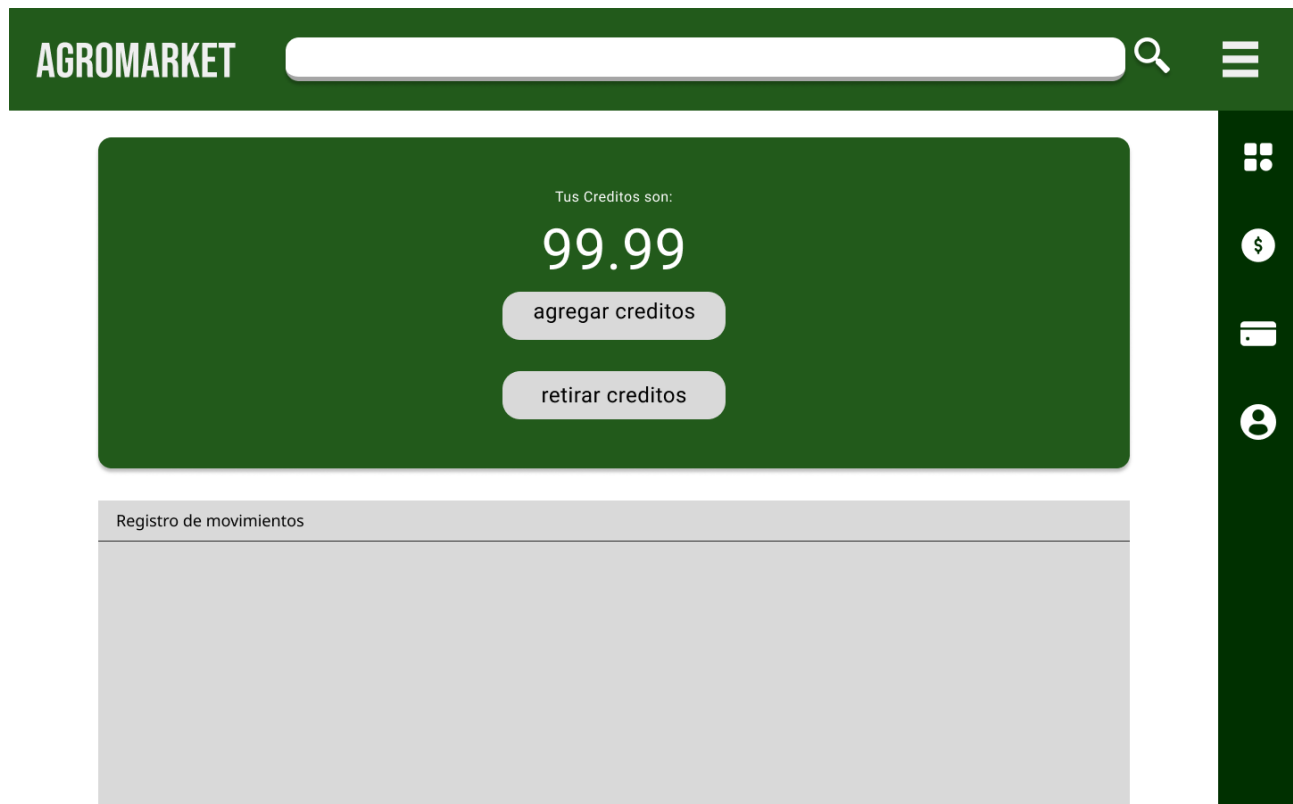 AGROMARKET
Tus Creditos son:
99.99
agregar creditos
retirar creditos
Registro de movimientos